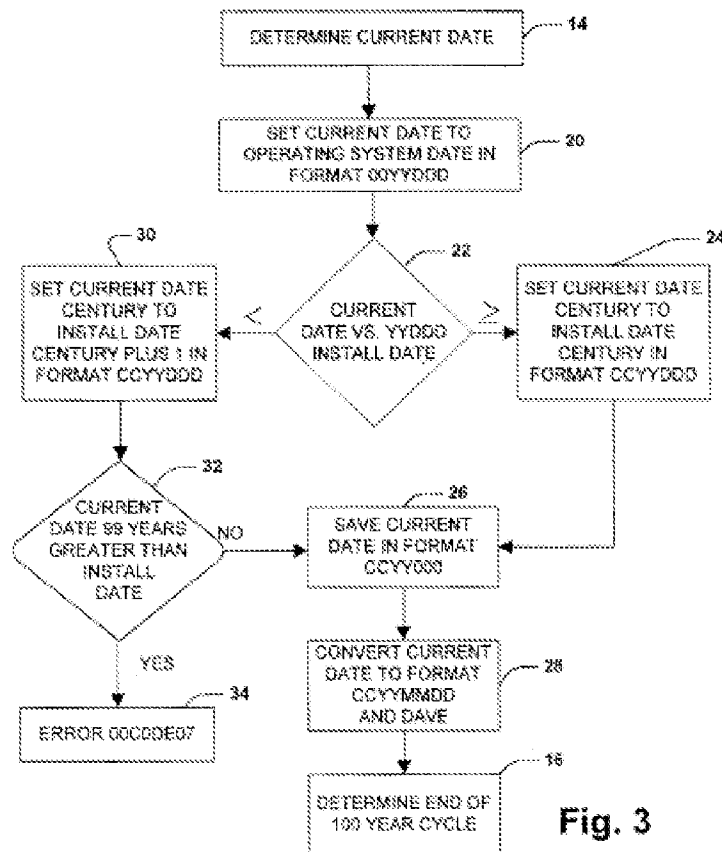 DETERMINE CURRENT DATE
14
SET CURRENT DATE TO
OPERATING SYSTEM DATE IN
FORMAT 00YYDDD
20
30
SET CURRENT DATE
CENTURY TO
INSTALL DATE
CENTURY PLUS 1 IN
FORMAT CCYYDDD
<
22
CURRENT
DATE VS. YYDDD
INSTALL DATE
≥
24
SET CURRENT DATE
CENTURY TO
INSTALL DATE
CENTURY IN
FORMAT CCYYDDD
32
CURRENT
DATE 99 YEARS
GREATER THAN
INSTALL
DATE
NO
26
SAVE CURRENT
DATE IN FORMAT
CCYY000
YES
34
ERROR 00C0DE07
CONVERT CURRENT
DATE TO FORMAT
CCYYMMDD
AND DAVE
28
16
DETERMINE END OF
100 YEAR CYCLE
Fig. 3